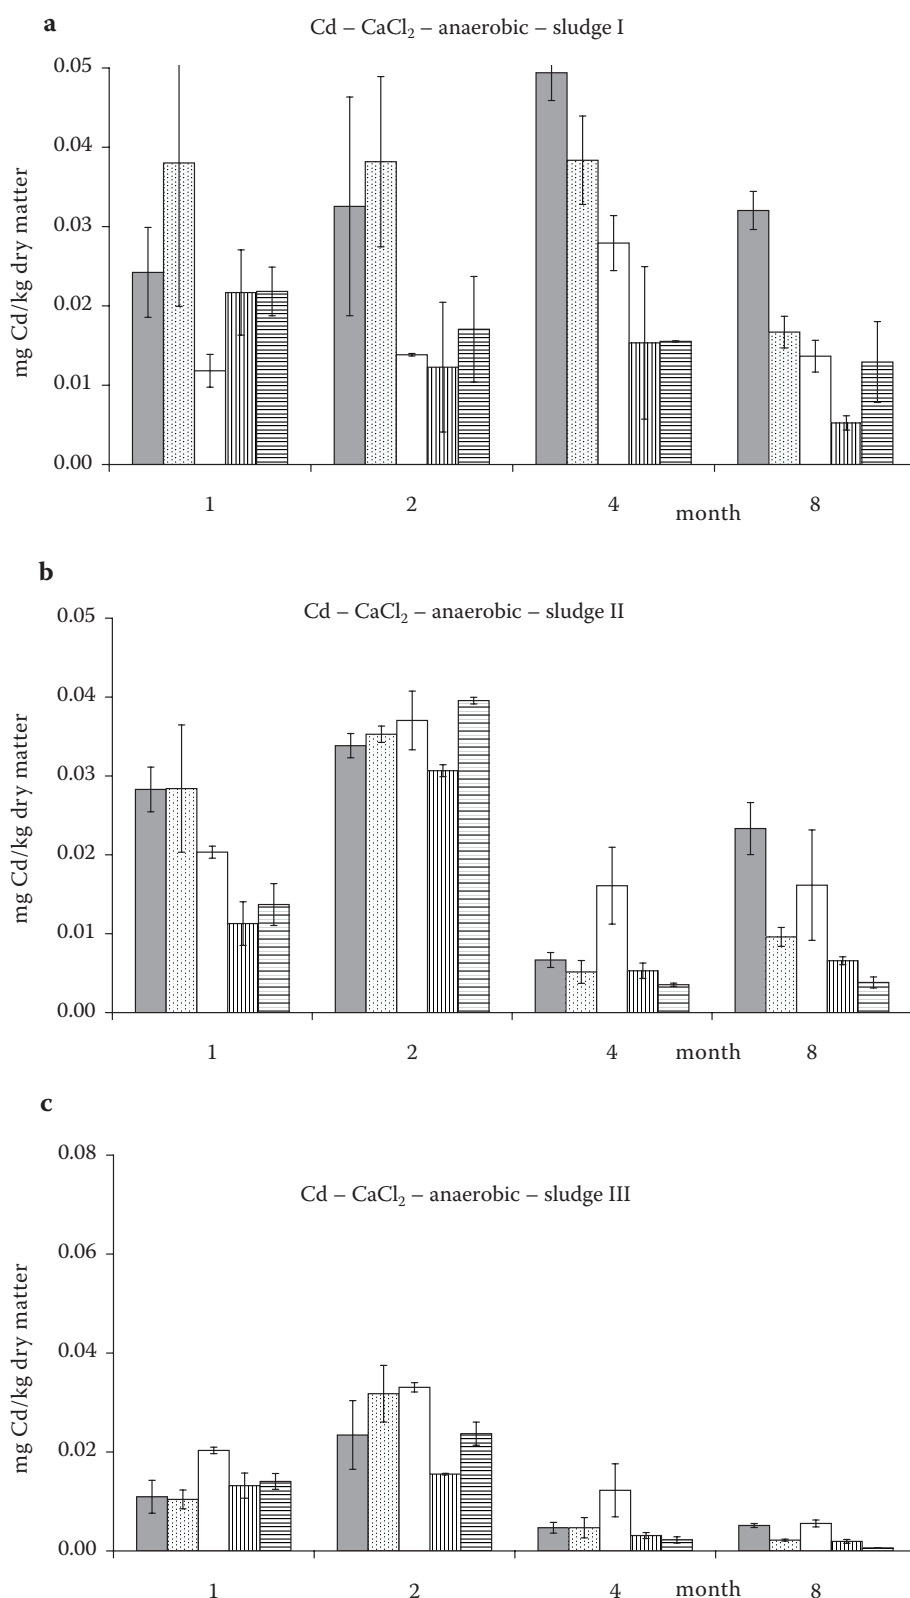 a
Cd – CaCl₂ – anaerobic – sludge I
mg Cd/kg dry matter
0.05
0.04
0.03
0.02
0.01
0.00
1
2
4
month
8
b
Cd – CaCl₂ – anaerobic – sludge II
mg Cd/kg dry matter
0.05
0.04
0.03
0.02
0.01
0.00
1
2
4
month
8
c
Cd – CaCl₂ – anaerobic – sludge III
mg Cd/kg dry matter
0.08
0.06
0.04
0.02
0.00
1
2
4
month
8